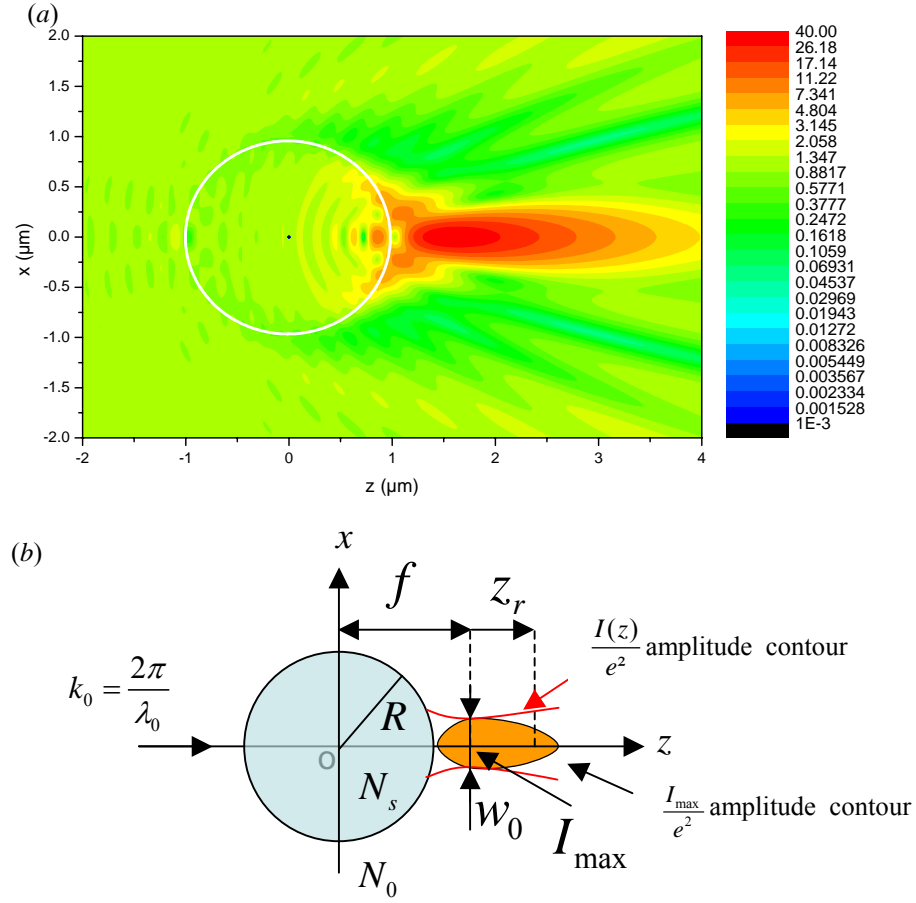 (a)
2.0
1.5
1.0
0.5
0.0
-0.5
-1.0
-1.5
-2.0
x (µm)
-2 -1 0 1 2 3 4
z (µm)
40.00
26.18
17.14
11.22
7.341
4.804
3.145
2.058
1.347
0.8817
0.5771
0.3777
0.2472
0.1618
0.1059
0.06931
0.04537
0.02969
0.01943
0.01272
0.008326
0.005449
0.003567
0.002334
0.001528
1E-3
(b)
x
f z_r
I(z)/e² amplitude contour
k_0 = 2π/λ_0
R
O
z
N_s
w_0
I_max
I_max/e² amplitude contour
N_0